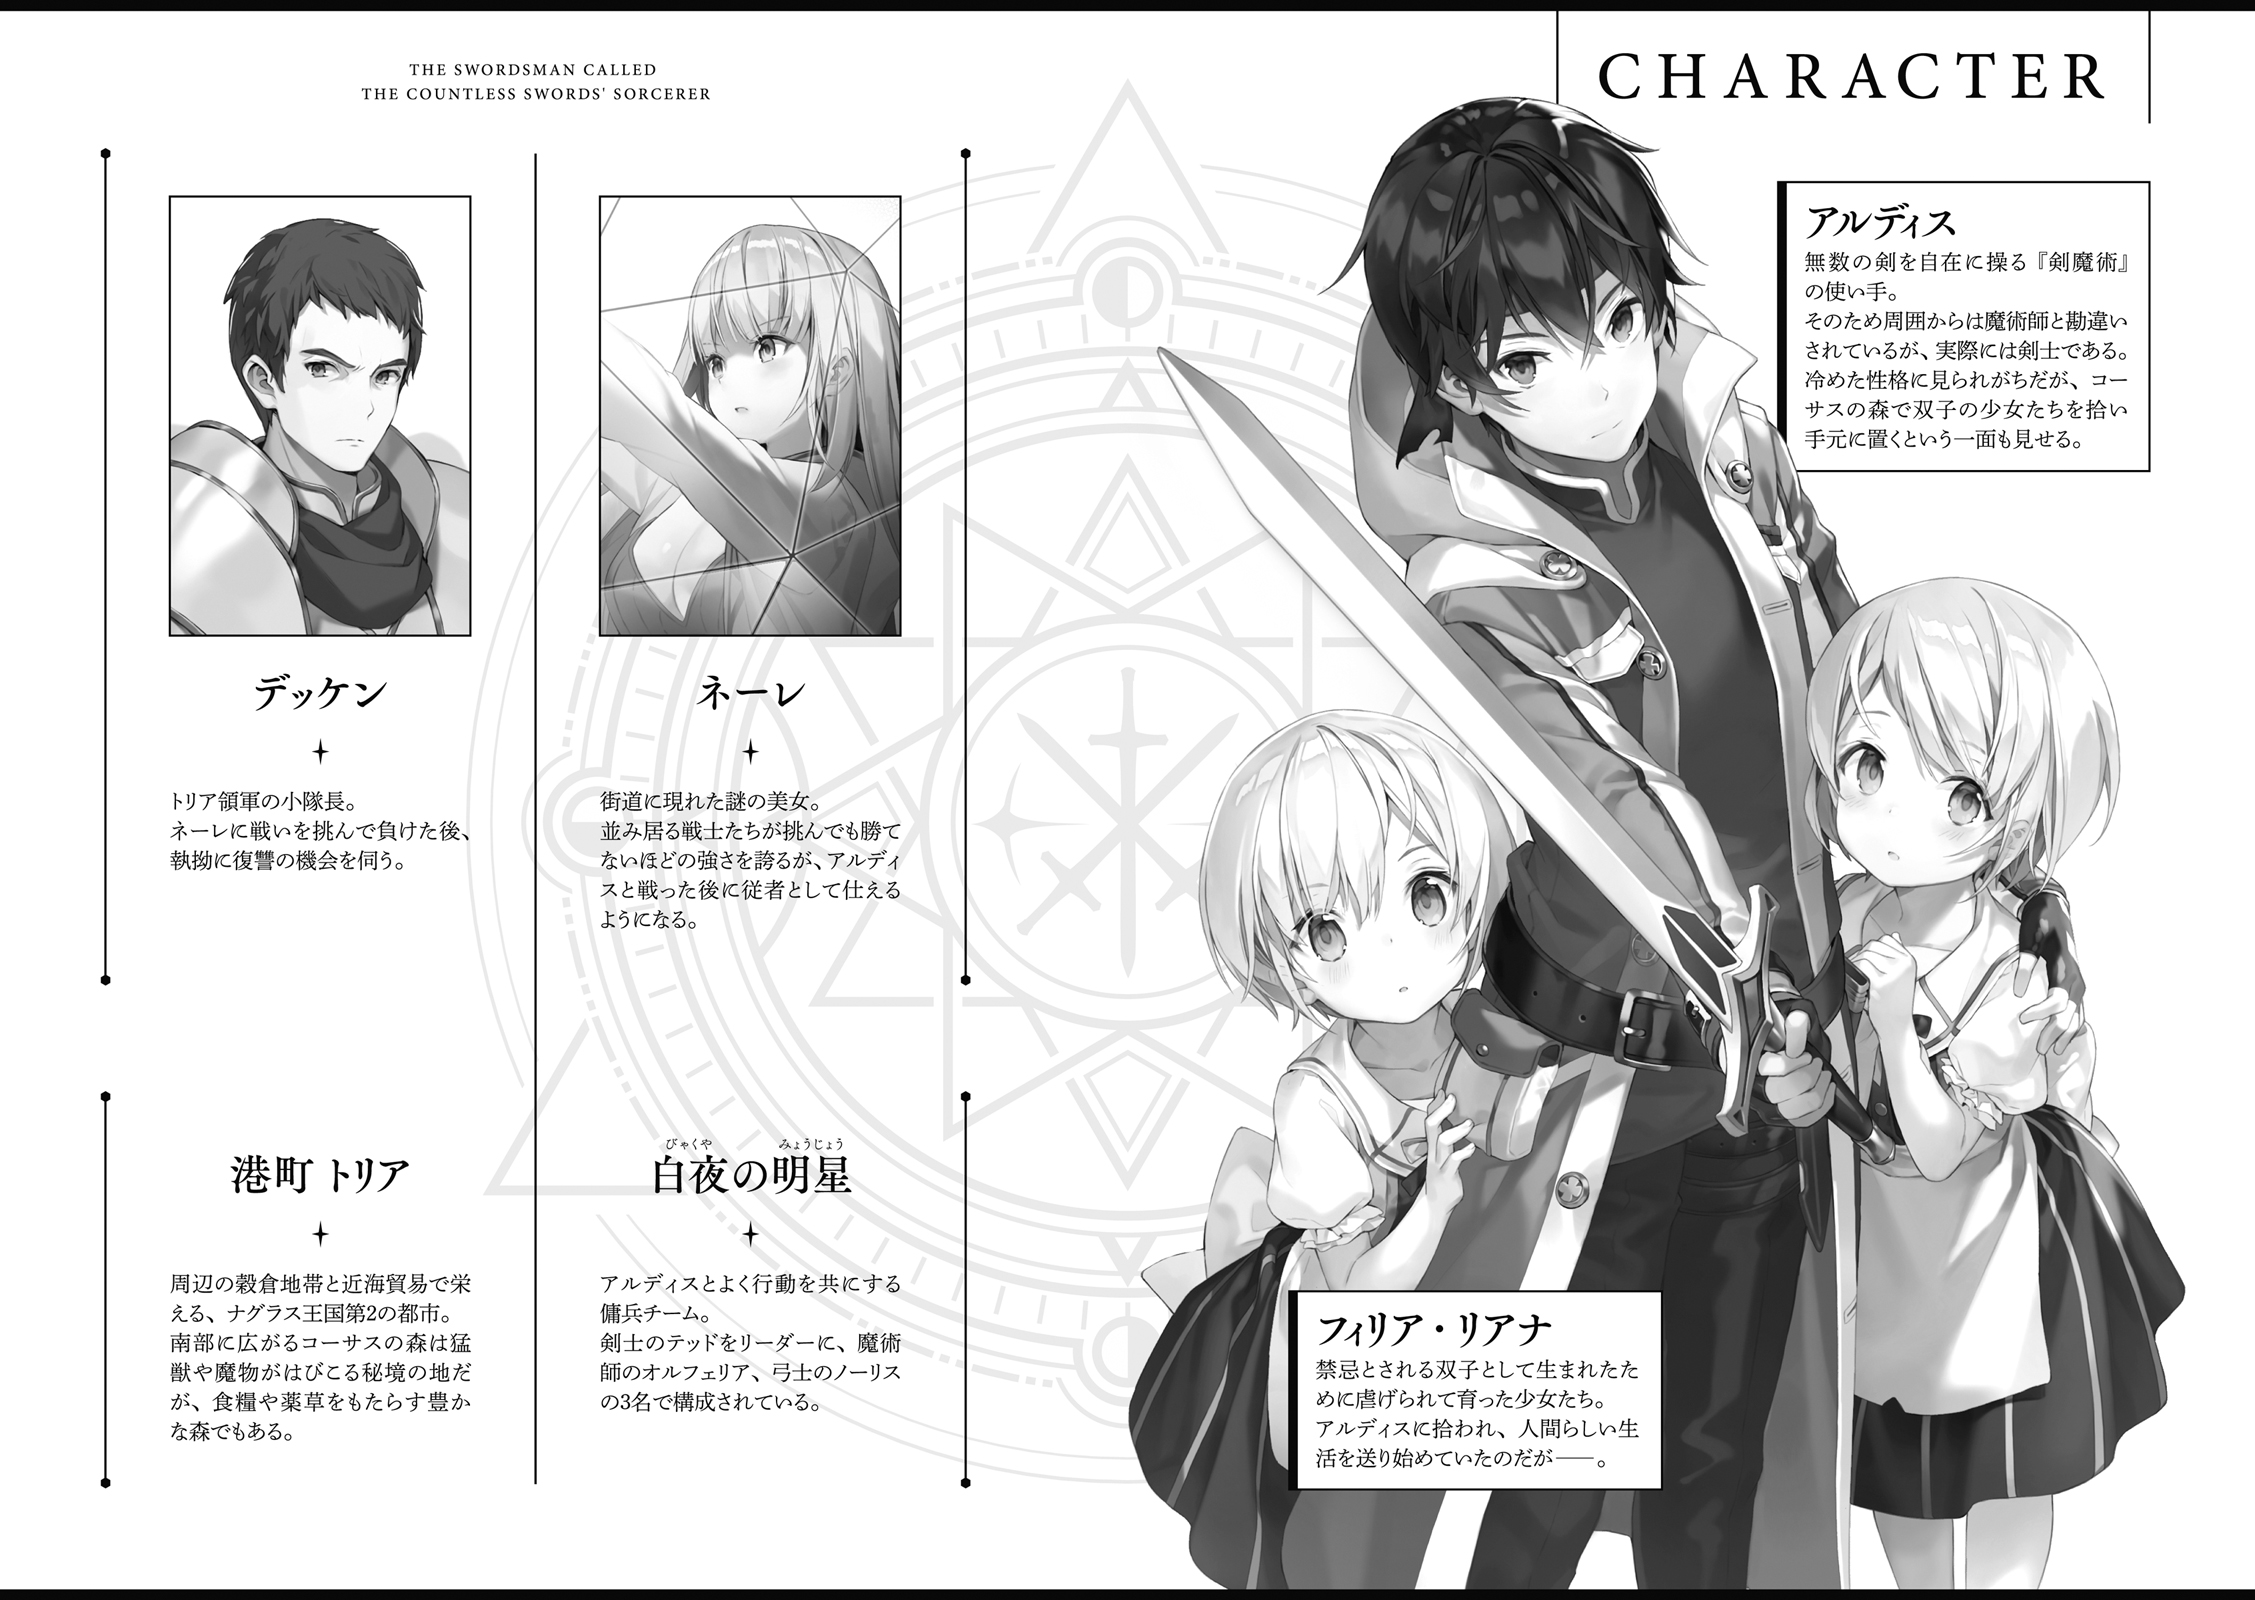 CHARACTER
アルディス
無数の剣を自在に操る『剣魔術』
の使い手。
そのため周囲からは魔術師と勘違い
されているが、実際には剣士である。
冷めた性格に見られがちだが、コー
サスの森で双子の少女たちを拾い
手元に置くという一面も見せる。
フィリア・リアナ
禁忌とされる双子として生まれたた
めに虐げられて育った少女たち。
アルディスに拾われ、人間らしい生
活を送り始めていたのだが――。
THE SWORDSMAN CALLED
THE COUNTLESS SWORDS' SORCERER
ネーレ
街道に現れた謎の美女。
並み居る戦士たちが挑んでも勝て
ないほどの強さを誇るが、アルディ
スと戦った後に従者として仕える
ようになる。
デッケン
トリア領軍の小隊長。
ネーレに戦いを挑んで負けた後、
執拗に復讐の機会を伺う。
びゃくや みょうじょう
白夜の明星
アルディスとよく行動を共にする
傭兵チーム。
剣士のテッドをリーダーに、魔術
師のオルフェリア、弓士のノーリス
の3名で構成されている。
港町 トリア
周辺の穀倉地帯と近海貿易で栄
える、ナグラス王国第2の都市。
南部に広がるコーサスの森は猛
獣や魔物がはびこる秘境の地だ
が、食糧や薬草をもたらす豊か
な森でもある。